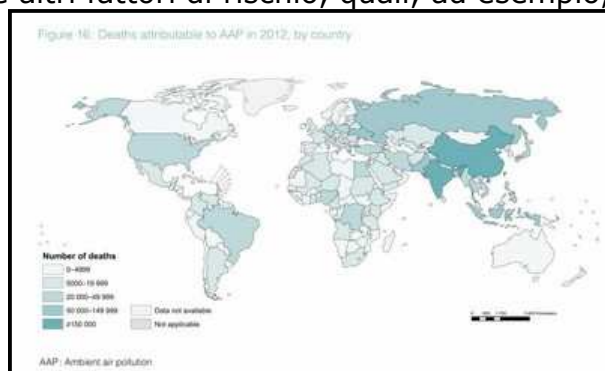 e altri fattori di rischio, quali, ad esempio,
Figure 16: Deaths attributable to AAP in 2012, by country
Number of deaths
0–4999
5000–19 999
20 000–49 999
50 000–149 999
≥150 000
Data not available
Not applicable
AAP: Ambient air pollution